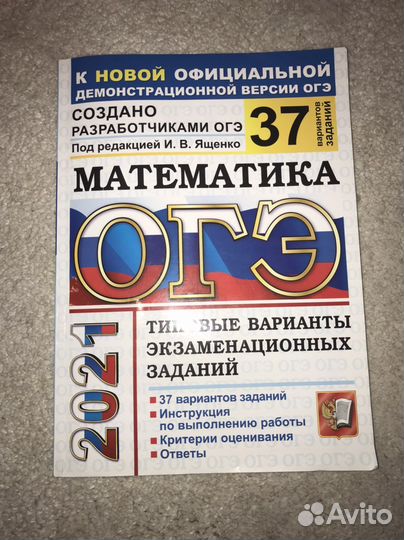 К НОВОЙ ОФИЦИАЛЬНОЙ
ДЕМОНСТРАЦИОННОЙ ВЕРСИИ ОГЭ
СОЗДАНО
РАЗРАБОТЧИКАМИ ОГЭ
Под редакцией И. В. Ященко
37
вариантов
заданий
МАТЕМАТИКА
ОГЭ
2021
ТИПОВЫЕ ВАРИАНТЫ
ЭКЗАМЕНАЦИОННЫХ
ЗАДАНИЙ
37 вариантов заданий
Инструкция
по выполнению работы
Критерии оценивания
Ответы
Avito